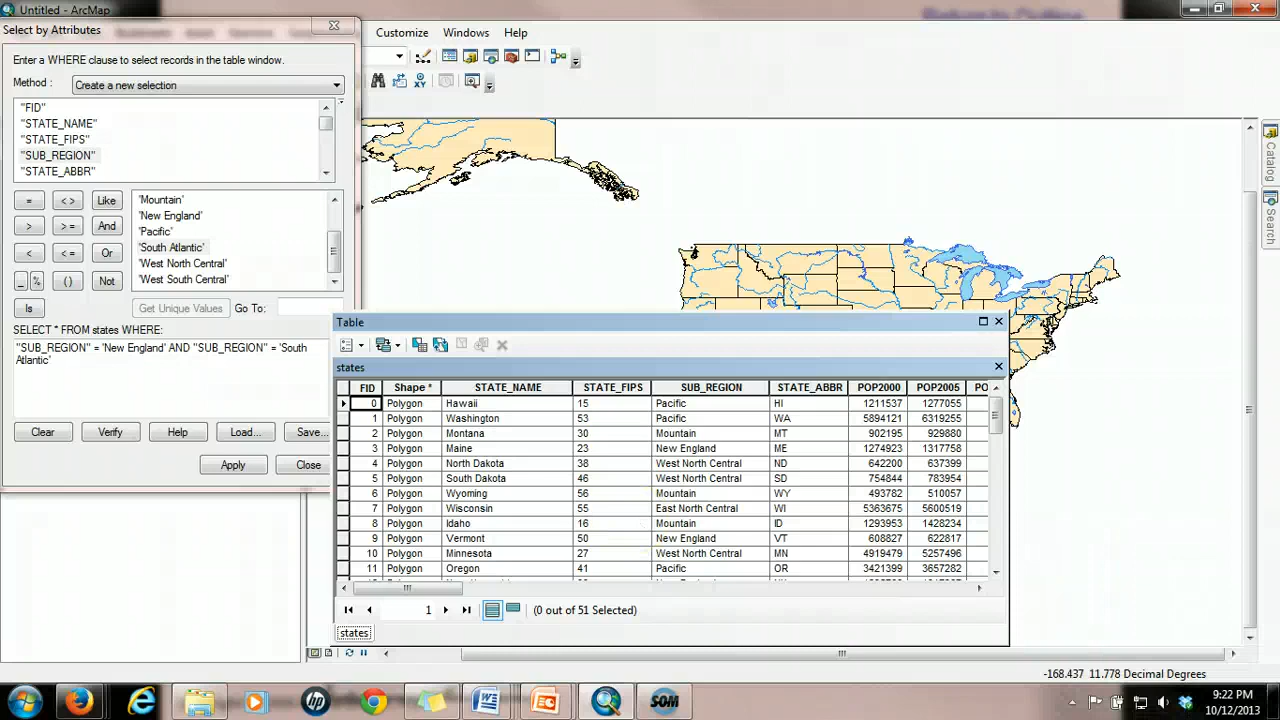 Untitled - ArcMap
Select by Attributes
Customize Windows Help
Enter a WHERE clause to select records in the table window.
Method : Create a new selection
"FID"
"STATE_NAME"
"STATE_FIPS"
"SUB_REGION"
"STATE_ABBR"
= < > Like
> > = And
< < = Or
_ % ( ) Not
Is
'Mountain'
'New England'
'Pacific'
'South Atlantic'
'West North Central'
'West South Central'
Get Unique Values Go To:
SELECT * FROM states WHERE:
"SUB_REGION" = 'New England' AND "SUB_REGION" = 'South
Atlantic'
Clear Verify Help Load... Save...
Apply Close
Catalog
Search
Table
states
FID Shape * STATE_NAME STATE_FIPS SUB_REGION STATE_ABBR POP2000 POP2005 PO
0 Polygon Hawaii 15 Pacific HI 1211537 1277055
1 Polygon Washington 53 Pacific WA 5894121 6319255
2 Polygon Montana 30 Mountain MT 902195 929880
3 Polygon Maine 23 New England ME 1274923 1317758
4 Polygon North Dakota 38 West North Central ND 642200 637399
5 Polygon South Dakota 46 West North Central SD 754844 783954
6 Polygon Wyoming 56 Mountain WY 493782 510057
7 Polygon Wisconsin 55 East North Central WI 5363675 5600519
8 Polygon Idaho 16 Mountain ID 1293953 1428234
9 Polygon Vermont 50 New England VT 608827 622817
10 Polygon Minnesota 27 West North Central MN 4919479 5257496
11 Polygon Oregon 41 Pacific OR 3421399 3657282
1 (0 out of 51 Selected)
states
-168.437 11.778 Decimal Degrees
hp SOM
9:22 PM
10/12/2013